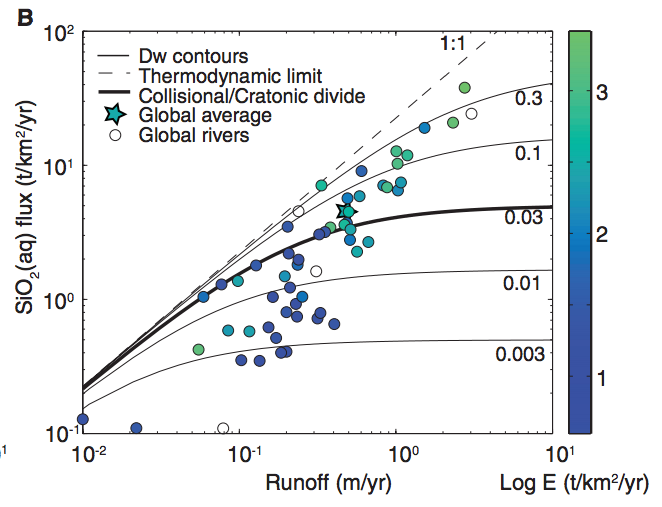 B
10²
1:1
Dw contours
Thermodynamic limit
Collisional/Cratonic divide
Global average
Global rivers
0.3
3
0.1
10¹
SiO₂(aq) flux (t/km²/yr)
0.03
2
0.01
10⁰
0.003
1
10⁻¹
10⁻² 10⁻¹ 10⁰ 10¹
Runoff (m/yr) Log E (t/km²/yr)